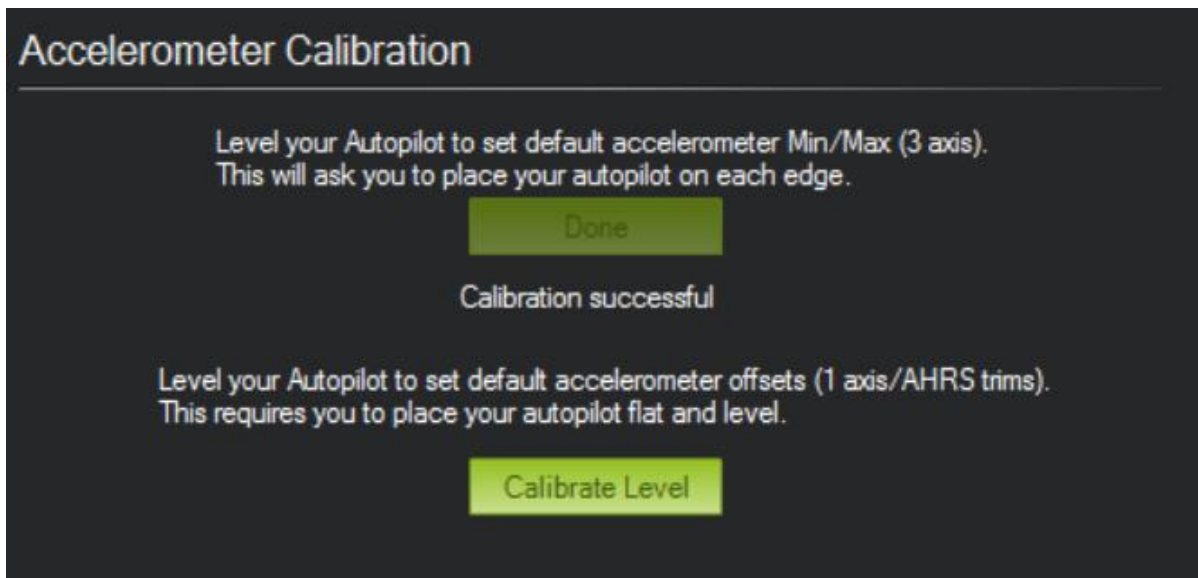 Accelerometer Calibration
Level your Autopilot to set default accelerometer Min/Max (3 axis).
This will ask you to place your autopilot on each edge.
Done
Calibration successful
Level your Autopilot to set default accelerometer offsets (1 axis/AHRS trims).
This requires you to place your autopilot flat and level.
Calibrate Level